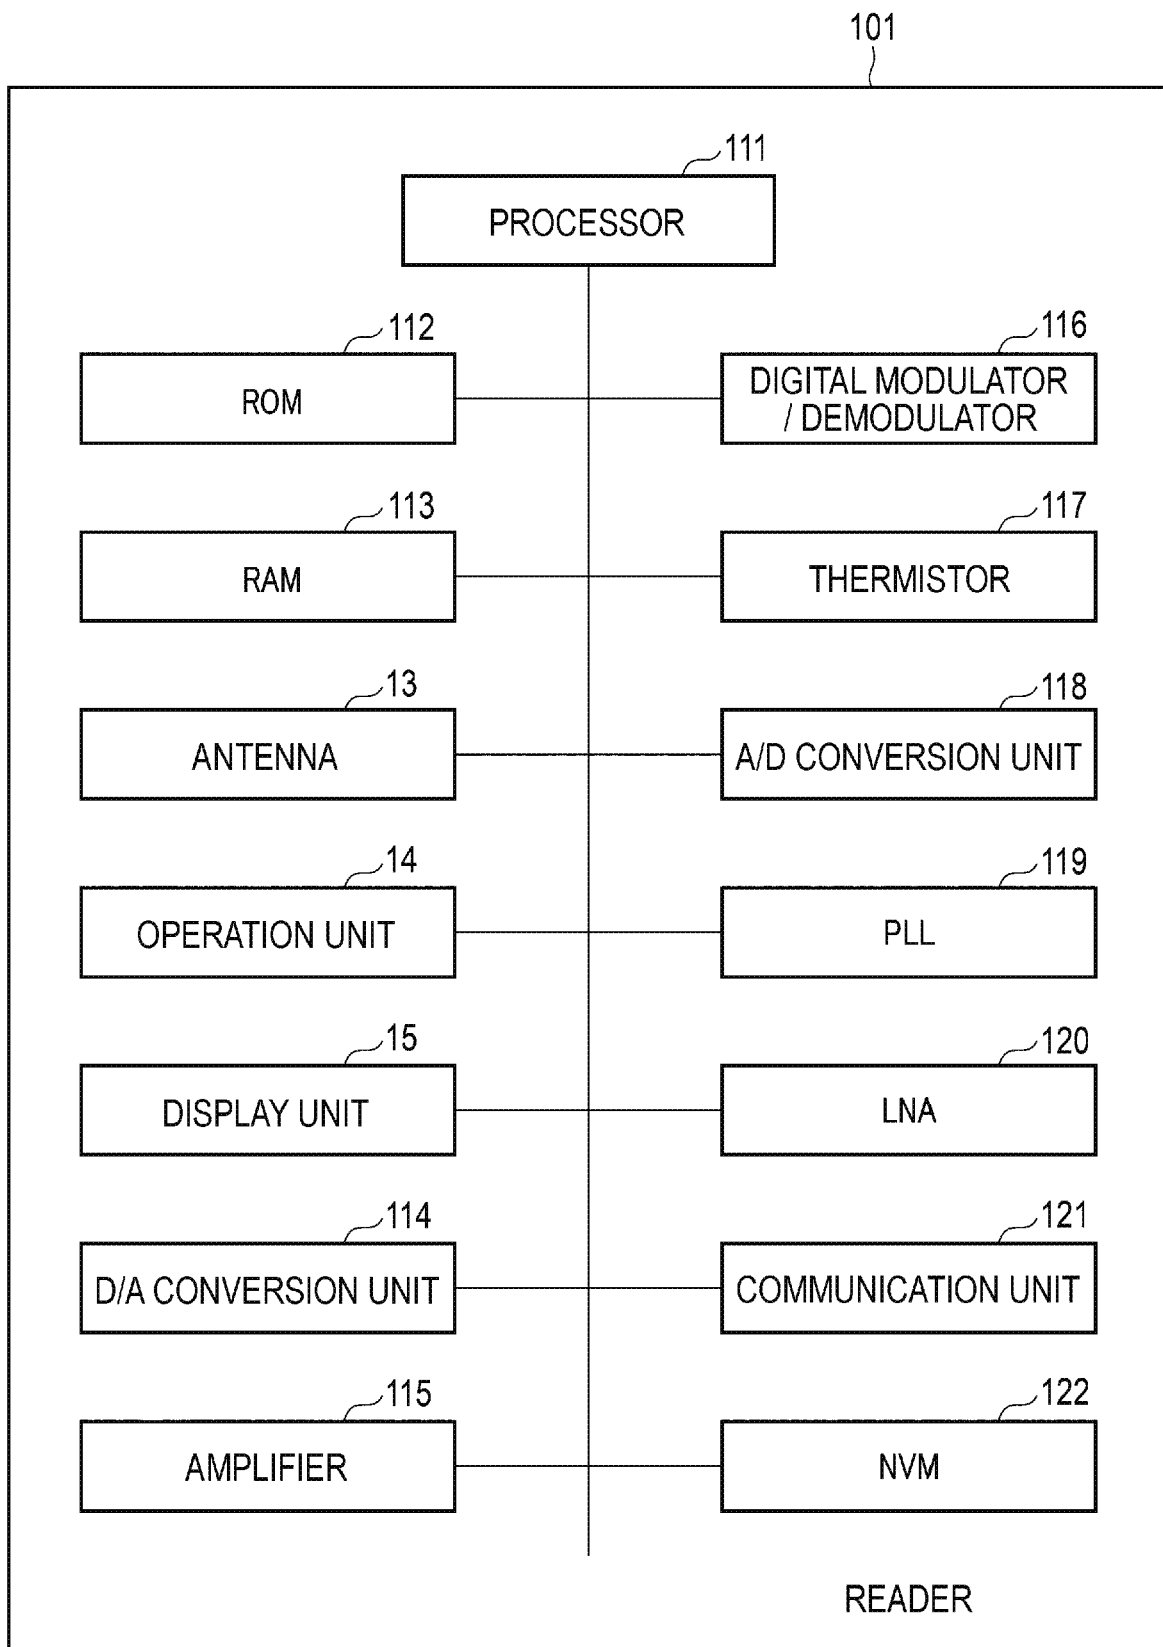 101
111
PROCESSOR
112
ROM
116
DIGITAL MODULATOR
/ DEMODULATOR
113
RAM
117
THERMISTOR
13
ANTENNA
118
A/D CONVERSION UNIT
14
OPERATION UNIT
119
PLL
15
DISPLAY UNIT
120
LNA
114
D/A CONVERSION UNIT
121
COMMUNICATION UNIT
115
AMPLIFIER
122
NVM
READER